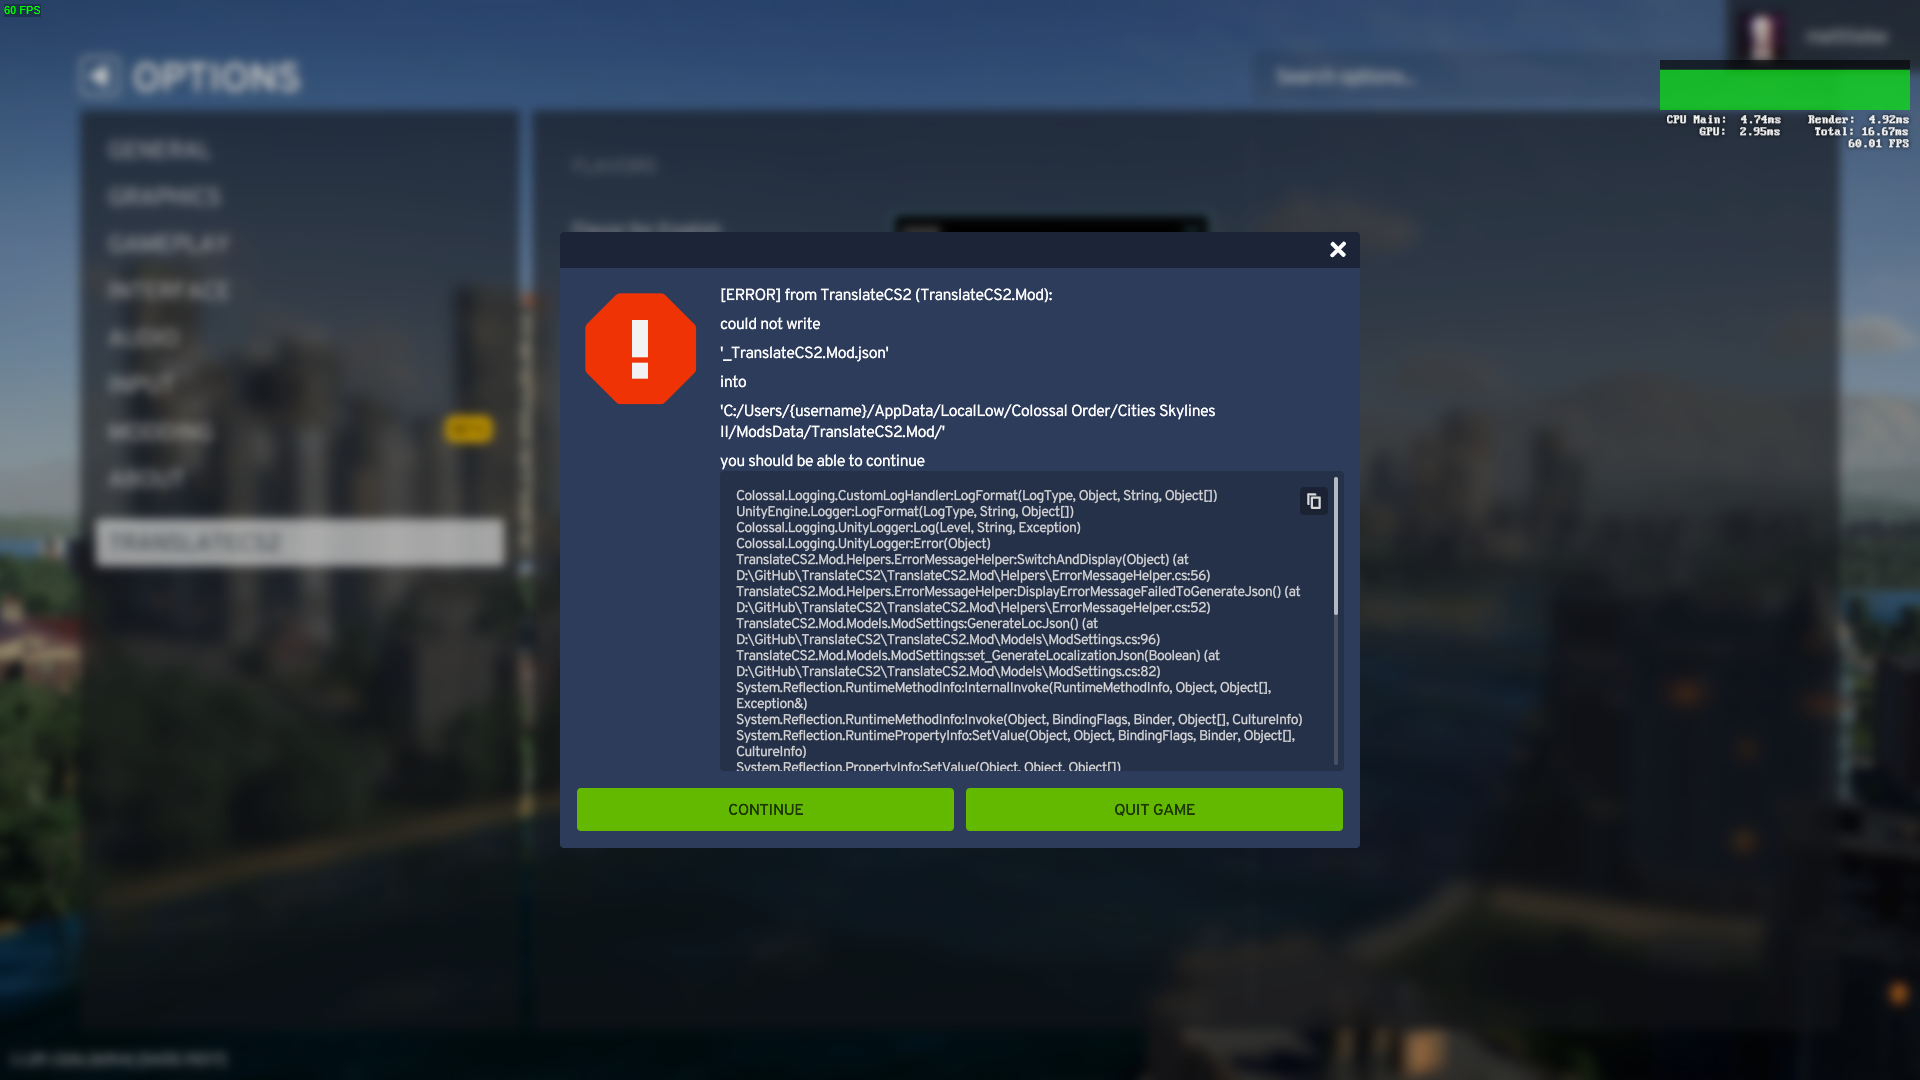 60 FPS
OPTIONS
Search options...
CPU Main: 4.74ms Render: 4.92ms
GPU: 2.95ms Total: 16.67ms
60.01 FPS
GENERAL
GRAPHICS
GAMEPLAY
INTERFACE
AUDIO
INPUT
MODDING
ABOUT
TRANSLATECS2
FLAVORS
Flavor for English
[ERROR] from TranslateCS2 (TranslateCS2.Mod):
could not write
'_TranslateCS2.Mod.json'
into
'C:/Users/{username}/AppData/LocalLow/Colossal Order/Cities Skylines
II/ModsData/TranslateCS2.Mod/'
you should be able to continue
Colossal.Logging.CustomLogHandler:LogFormat(LogType, Object, String, Object[])
UnityEngine.Logger:LogFormat(LogType, String, Object[])
Colossal.Logging.UnityLogger:Log(Level, String, Exception)
Colossal.Logging.UnityLogger:Error(Object)
TranslateCS2.Mod.Helpers.ErrorMessageHelper:SwitchAndDisplay(Object) (at
D:\GitHub\TranslateCS2\TranslateCS2.Mod\Helpers\ErrorMessageHelper.cs:56)
TranslateCS2.Mod.Helpers.ErrorMessageHelper:DisplayErrorMessageFailedToGenerateJson() (at
D:\GitHub\TranslateCS2\TranslateCS2.Mod\Helpers\ErrorMessageHelper.cs:52)
TranslateCS2.Mod.Models.ModSettings:GenerateLocJson() (at
D:\GitHub\TranslateCS2\TranslateCS2.Mod\Models\ModSettings.cs:96)
TranslateCS2.Mod.Models.ModSettings:set_GenerateLocalizationJson(Boolean) (at
D:\GitHub\TranslateCS2\TranslateCS2.Mod\Models\ModSettings.cs:82)
System.Reflection.RuntimeMethodInfo:InternalInvoke(RuntimeMethodInfo, Object, Object[],
Exception&)
System.Reflection.RuntimeMethodInfo:Invoke(Object, BindingFlags, Binder, Object[], CultureInfo)
System.Reflection.RuntimePropertyInfo:SetValue(Object, Object, BindingFlags, Binder, Object[],
CultureInfo)
System.Reflection.PropertyInfo:SetValue(Object, Object, Object[])
CONTINUE
QUIT GAME